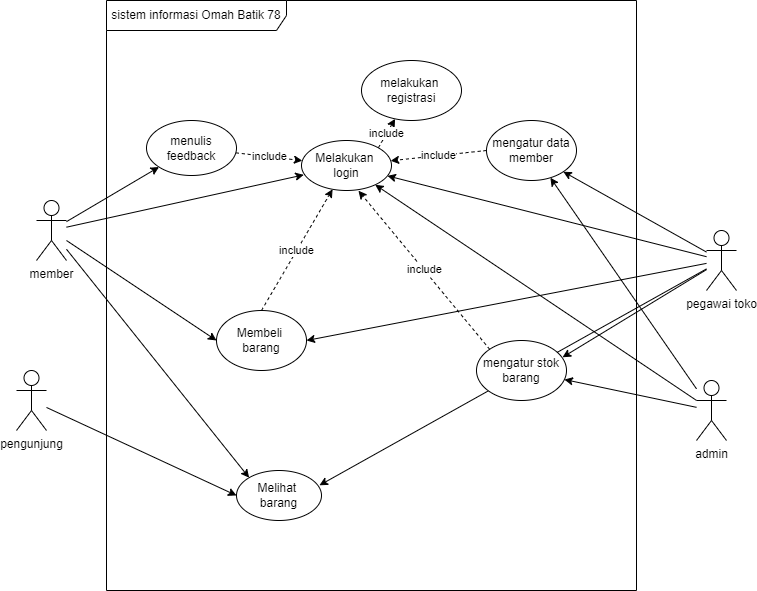 sistem informasi Omah Batik 78
melakukan
registrasi
include
menulis
feedback
include
Melakukan
login
include
mengatur data
member
member
include
include
pegawai toko
Membeli
barang
mengatur stok
barang
pengunjung
admin
Melihat
barang